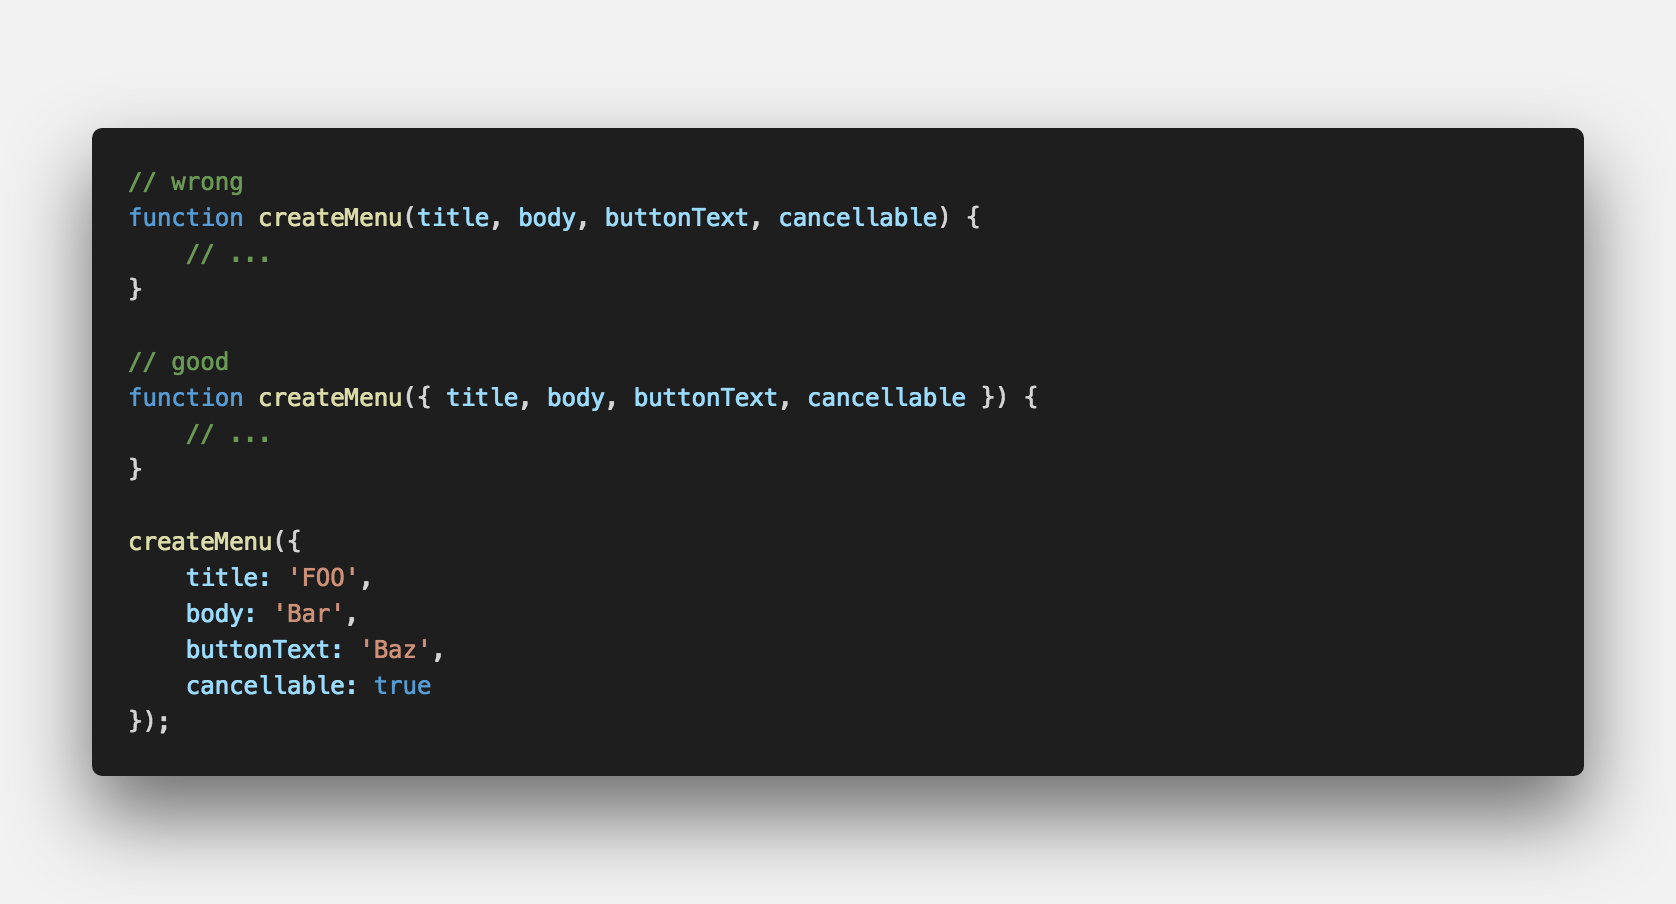 // wrong
function createMenu(title, body, buttonText, cancellable) {
    // ...
}

// good
function createMenu({ title, body, buttonText, cancellable }) {
    // ...
}

createMenu({
    title: 'FOO',
    body: 'Bar',
    buttonText: 'Baz',
    cancellable: true
});